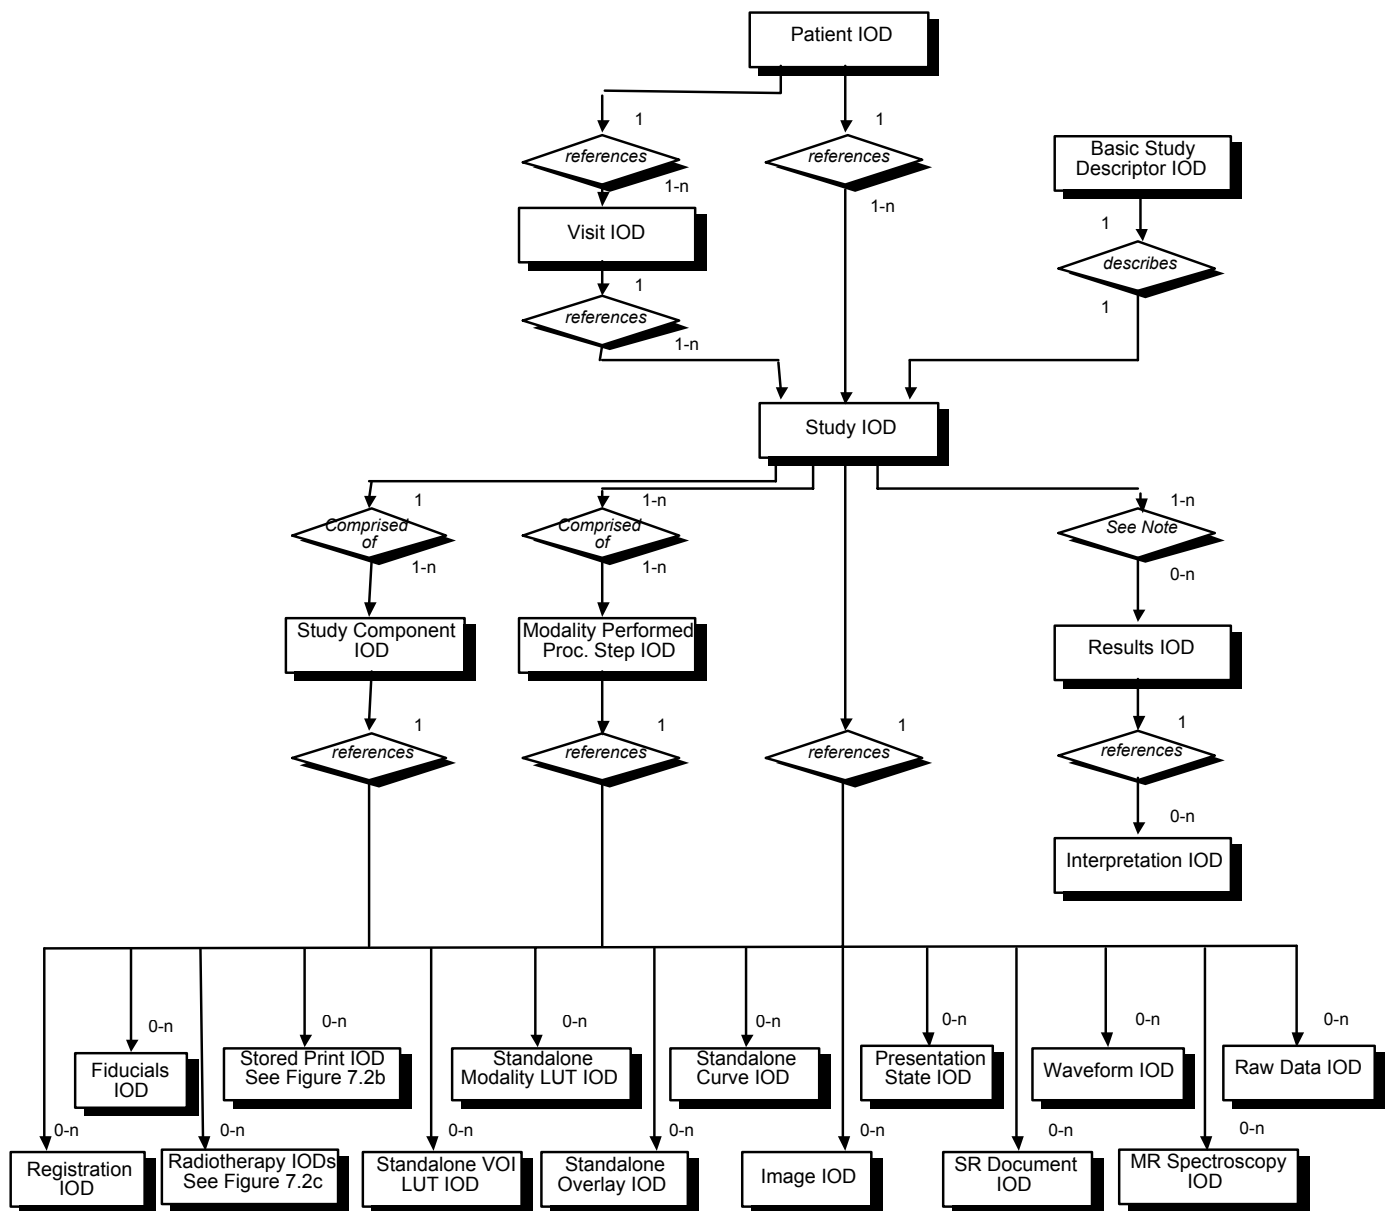 Patient IOD
1
1
references
references
Basic Study
Descriptor IOD
1-n
1-n
1
Visit IOD
describes
1
1
references
1-n
Study IOD
1
1-n
1-n
Comprised
of
Comprised
of
See Note
1-n
1-n
0-n
Study Component
IOD
Modality Performed
Proc. Step IOD
Results IOD
1
1
1
1
references
references
references
references
0-n
Interpretation IOD
0-n
0-n
0-n
0-n
0-n
0-n
0-n
Fiducials
IOD
Stored Print IOD
See Figure 7.2b
Standalone
Modality LUT IOD
Standalone
Curve IOD
Presentation
State IOD
Waveform IOD
Raw Data IOD
0-n
0-n
0-n
0-n
0-n
0-n
0-n
Registration
IOD
Radiotherapy IODs
See Figure 7.2c
Standalone VOI
LUT IOD
Standalone
Overlay IOD
Image IOD
SR Document
IOD
MR Spectroscopy
IOD